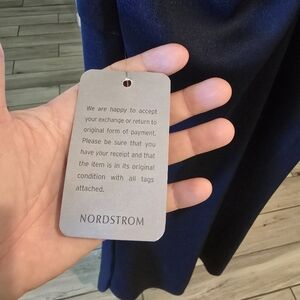 We are happy to accept
your exchange or return to
original form of payment.
Please be sure that you
have your receipt and that
the item is in its original
condition with all tags
attached.
NORDSTROM